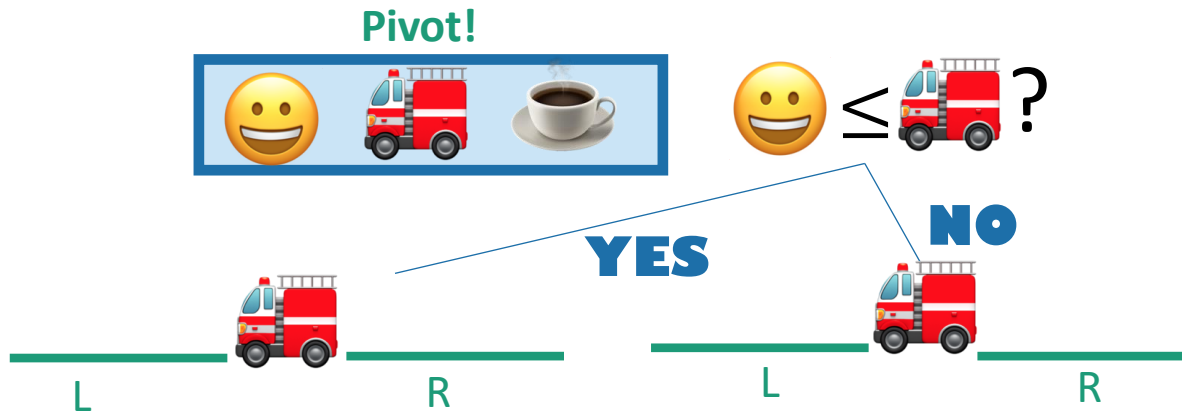 Pivot!
≤ ?
YES
NO
L R
L R